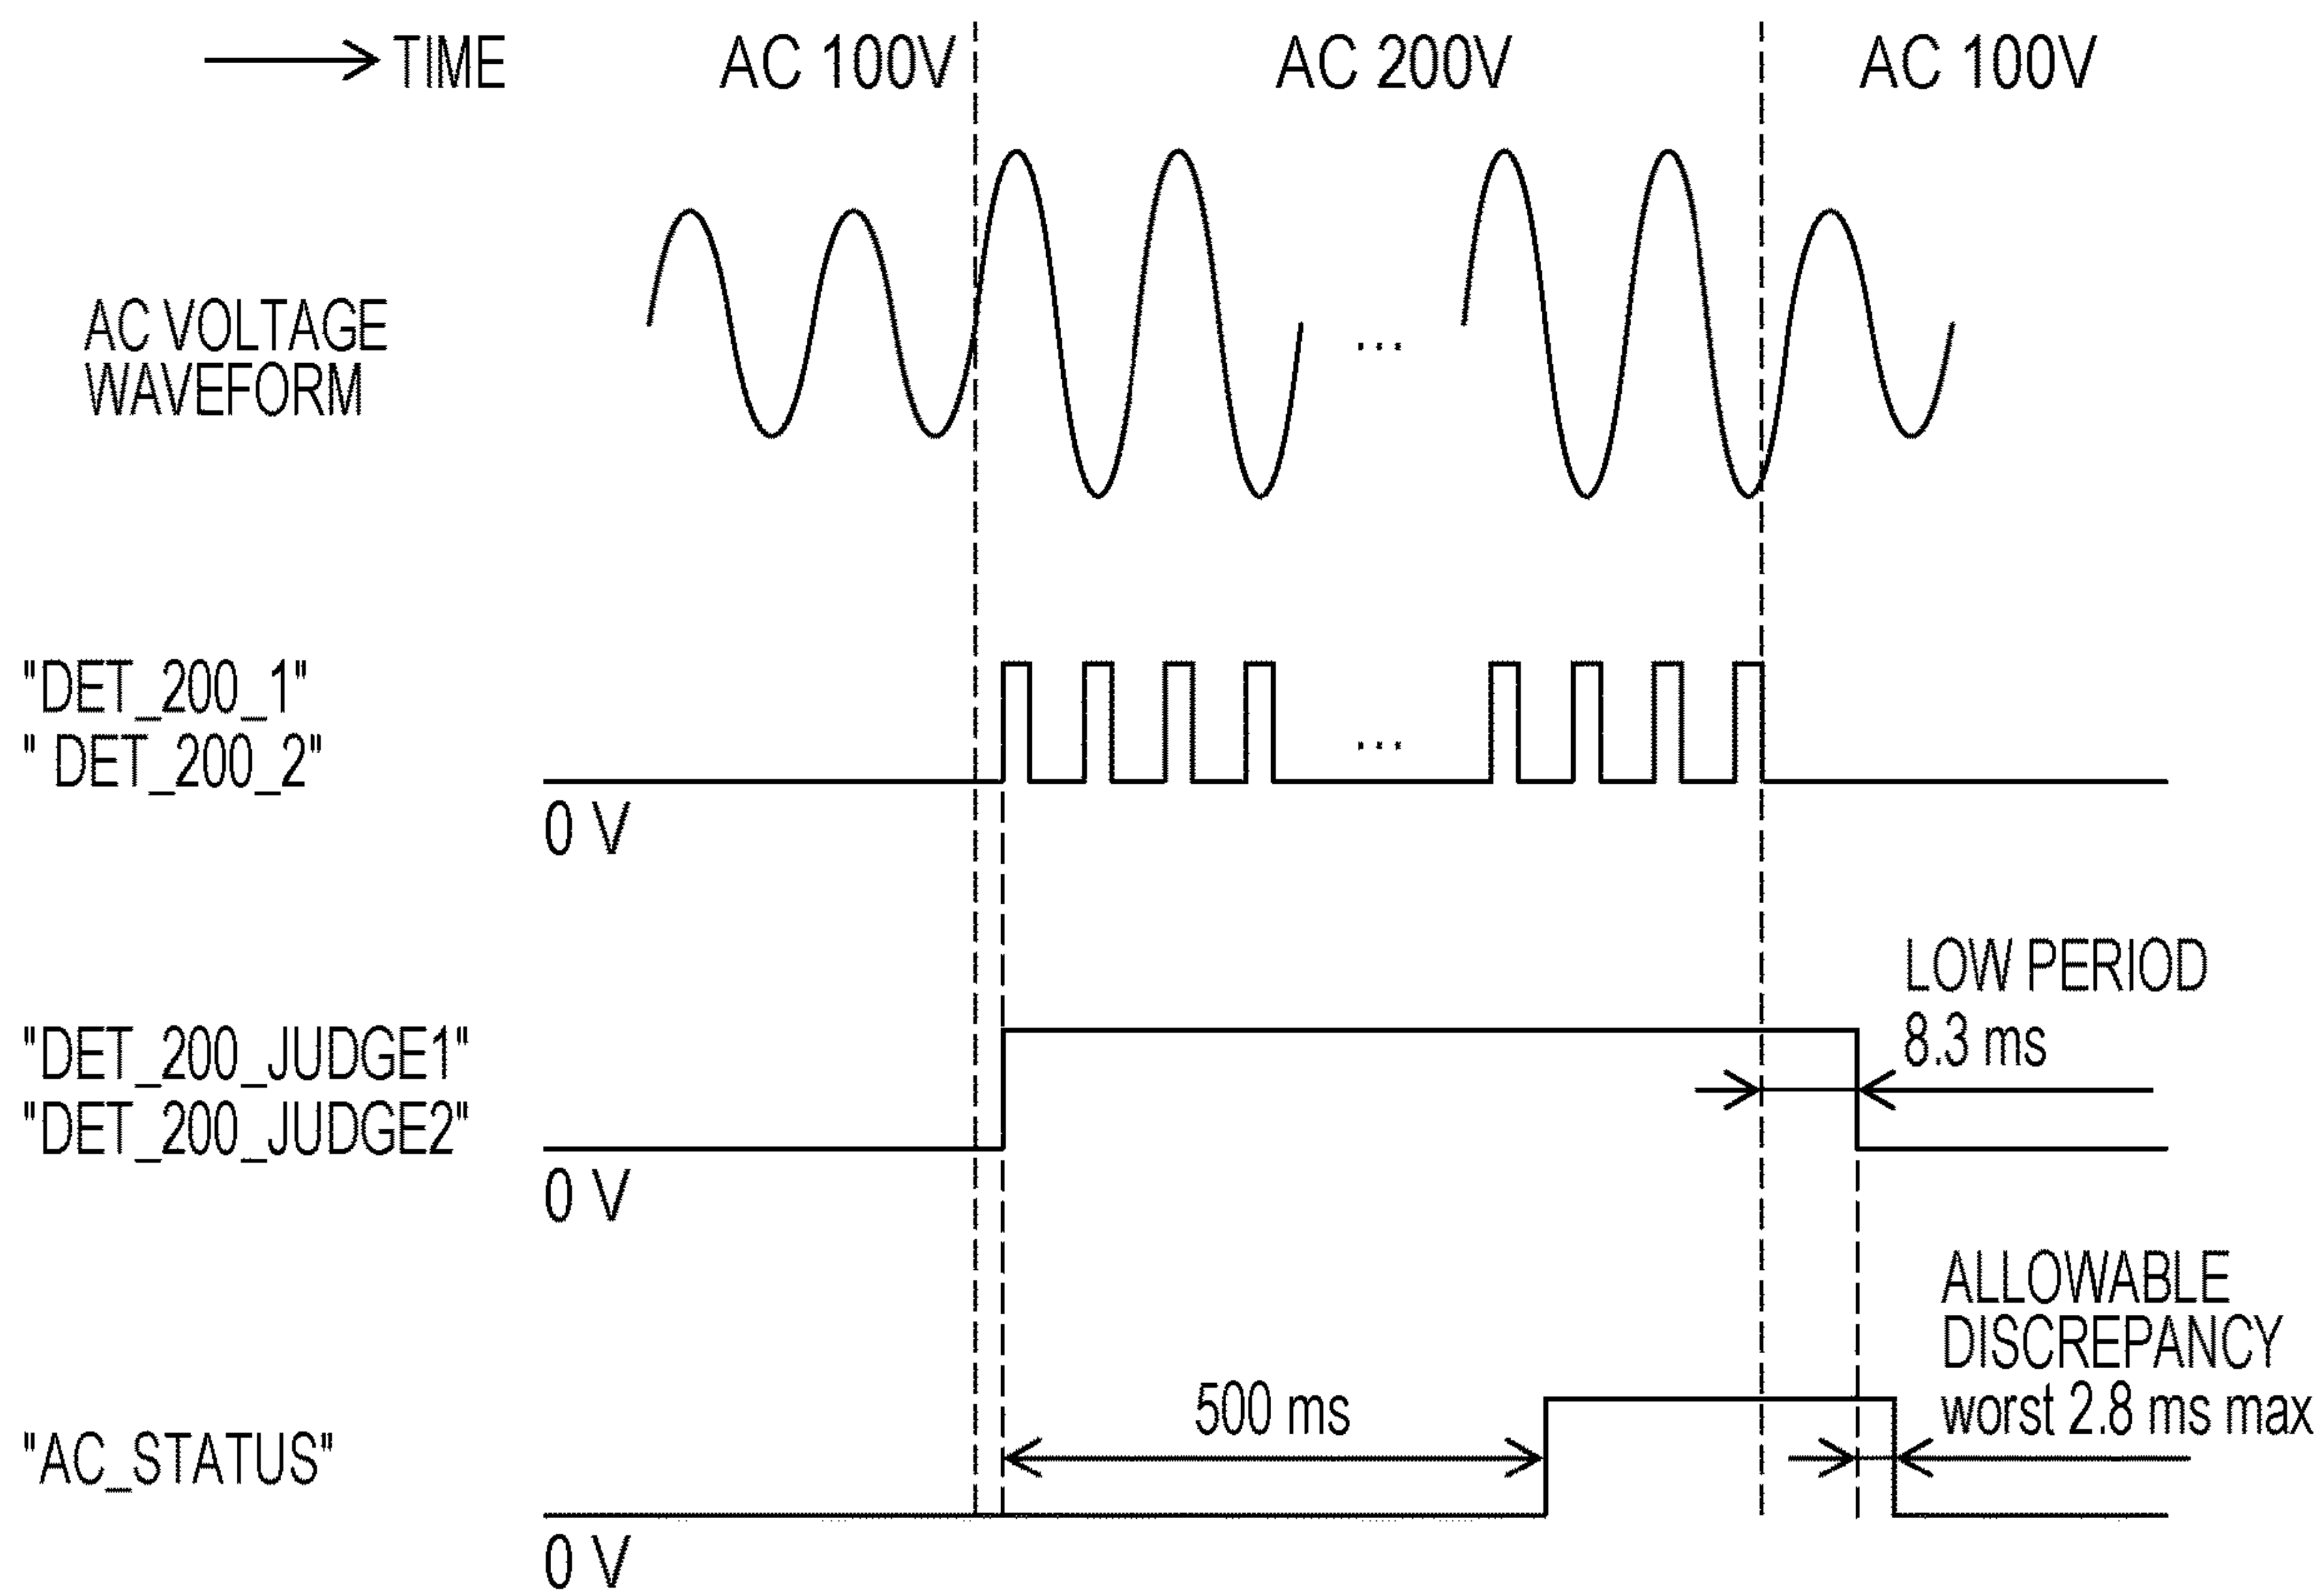 TIME
AC 100V
AC 200V
AC 100V
AC VOLTAGE
WAVEFORM
...
"DET_200_1"
" DET_200_2"
...
0 V
LOW PERIOD
8.3 ms
"DET_200_JUDGE1"
"DET_200_JUDGE2"
0 V
ALLOWABLE
DISCREPANCY
worst 2.8 ms max
500 ms
"AC_STATUS"
0 V